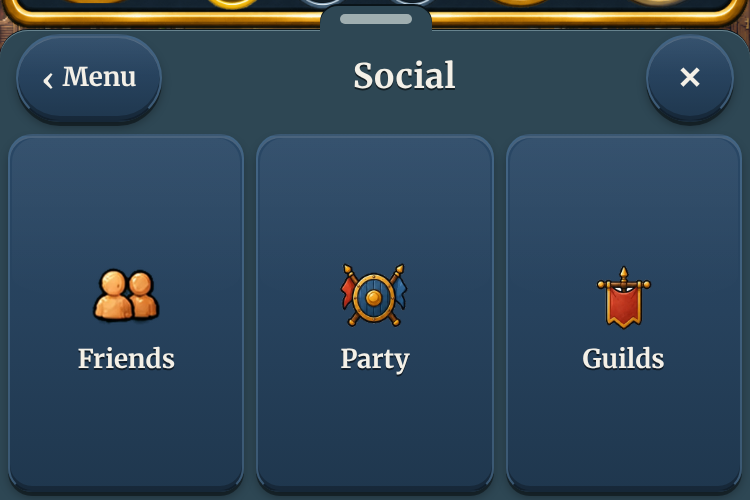 ‹ Menu
Social
×
Friends
Party
Guilds